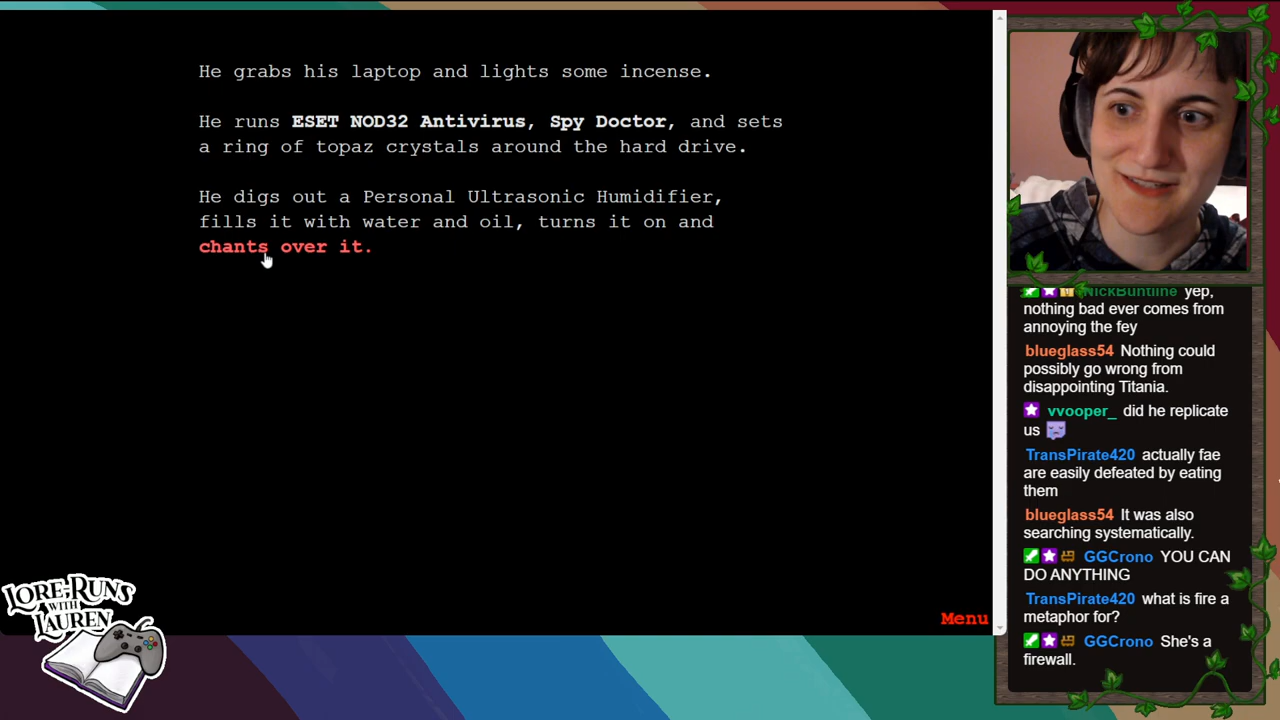 He grabs his laptop and lights some incense.
He runs ESET NOD32 Antivirus, Spy Doctor, and sets
a ring of topaz crystals around the hard drive.
He digs out a Personal Ultrasonic Humidifier,
fills it with water and oil, turns it on and
chants over it.
Menu
LORE-RUNS
WITH
LAUREN
NickBuntline yep,
nothing bad ever comes from
annoying the fey
blueglass54 Nothing could
possibly go wrong from
disappointing Titania.
vvooper_ did he replicate
us
TransPirate420 actually fae
are easily defeated by eating
them
blueglass54 It was also
searching systematically.
GGCrono YOU CAN
DO ANYTHING
TransPirate420 what is fire a
metaphor for?
GGCrono She's a
firewall.